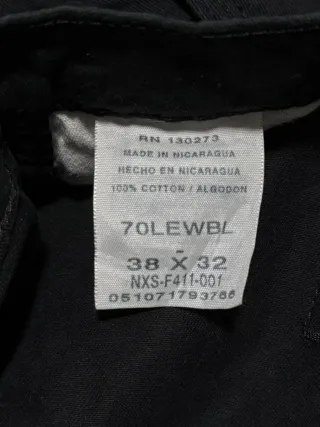 RN 130273
MADE IN NICARAGUA
HECHO EN NICARAGUA
100% COTTON / ALGODON
70LEWBL
-
38 X 32
NXS-F411-001
051071793768